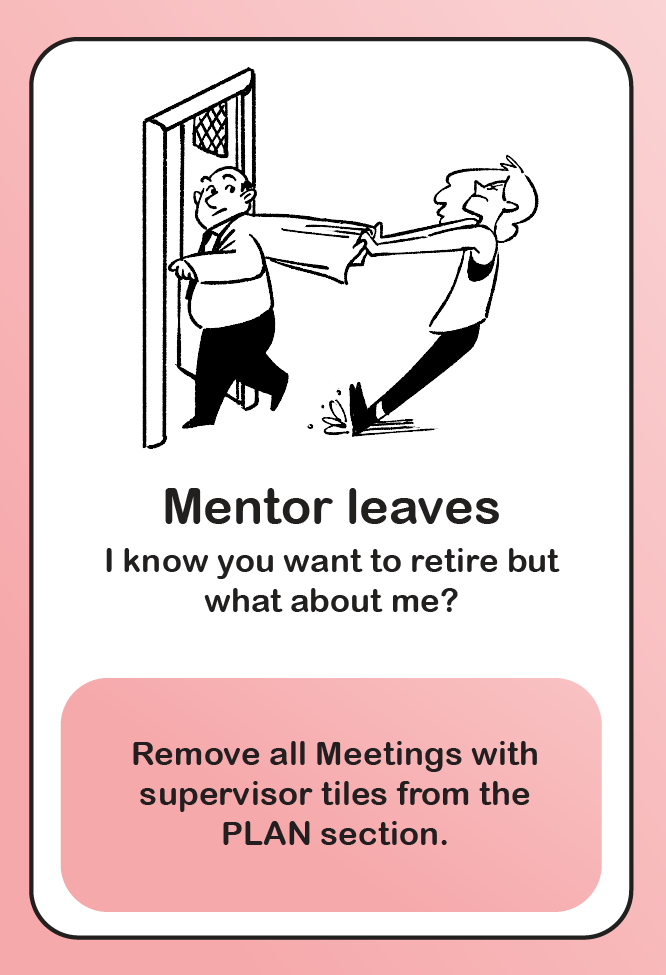 Mentor leaves
I know you want to retire but
what about me?
Remove all Meetings with
supervisor tiles from the
PLAN section.